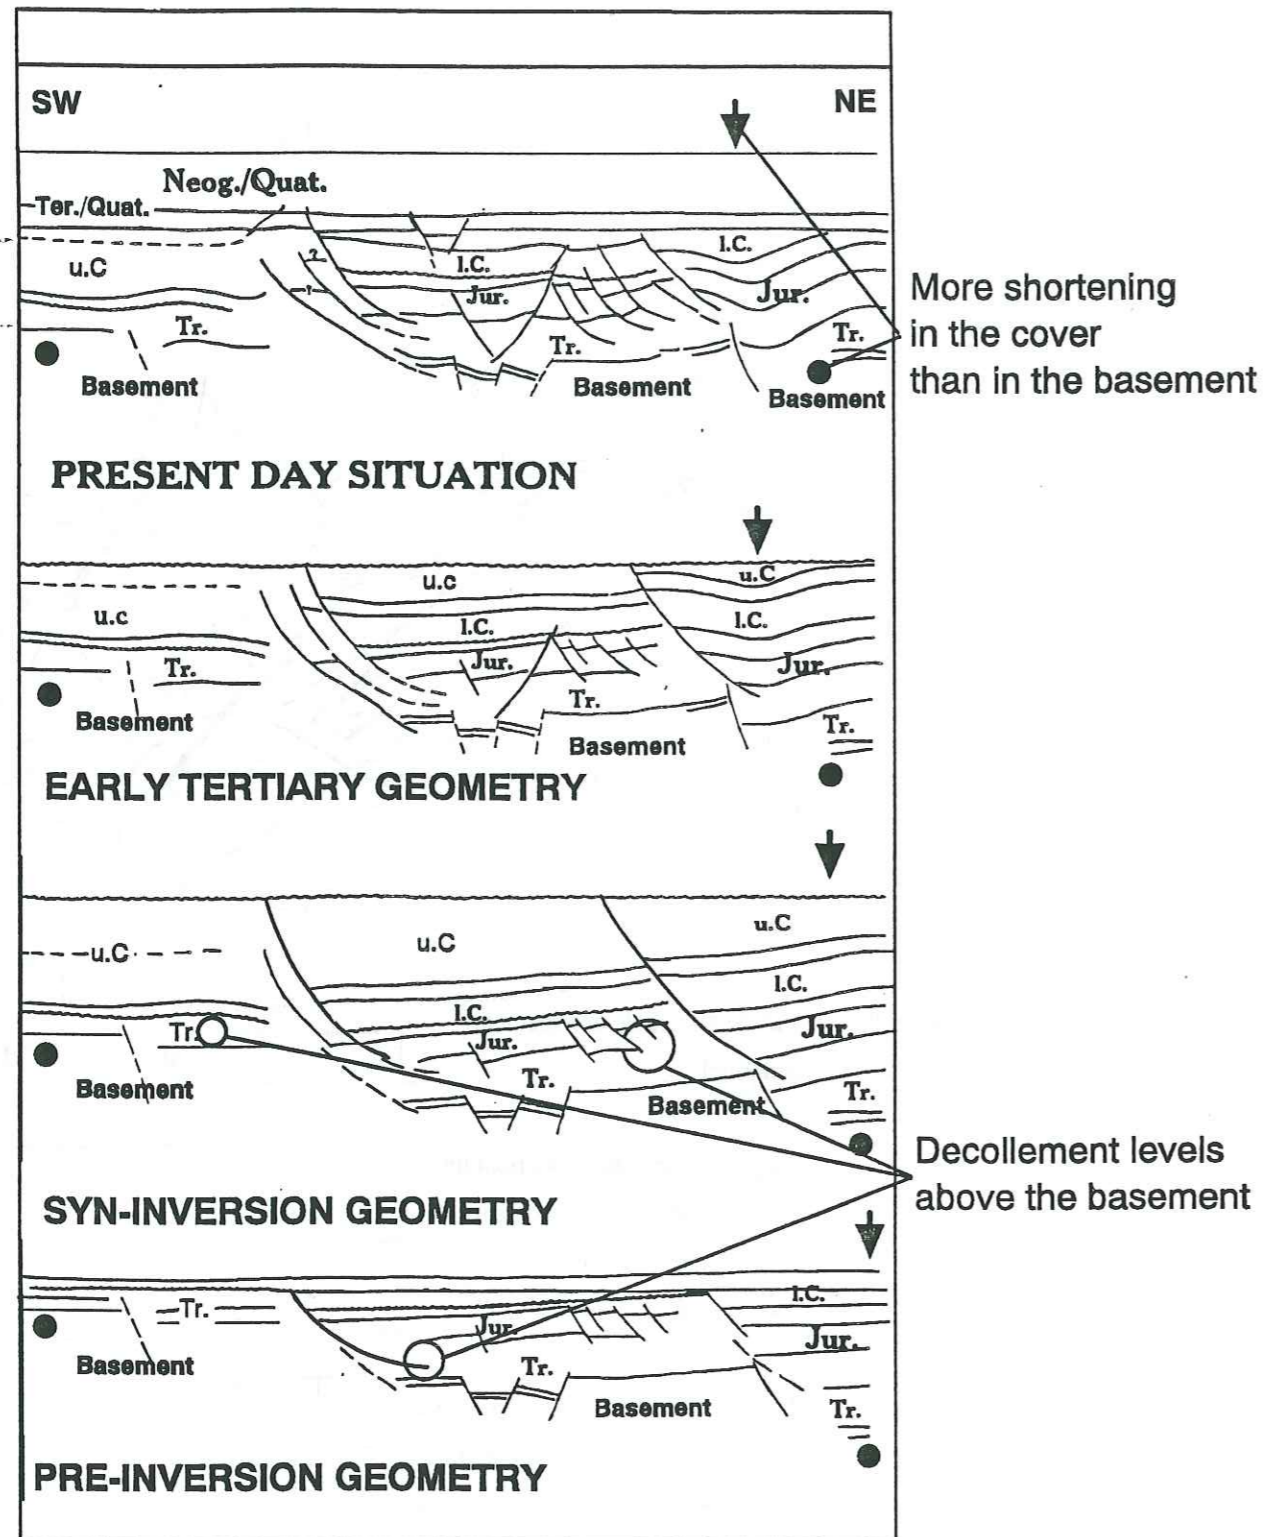 SW
NE
Neog./Quat.
Ter./Quat.
u.C
l.C.
l.C.
?
Jur.
Jur.
Tr.
Tr.
Tr.
Basement
Basement
Basement
More shortening
in the cover
than in the basement
PRESENT DAY SITUATION
u.c
u.C
u.c
l.C.
l.C.
Jur.
Jur.
Tr.
Tr.
Tr.
Basement
Basement
EARLY TERTIARY GEOMETRY
u.C
u.C
u.C
l.C.
l.C.
Jur.
Jur.
Tr.
Tr.
Tr.
Basement
Basement
Decollement levels
above the basement
SYN-INVERSION GEOMETRY
l.C.
Tr.
Jur.
Jur.
Tr.
Tr.
Basement
Basement
PRE-INVERSION GEOMETRY